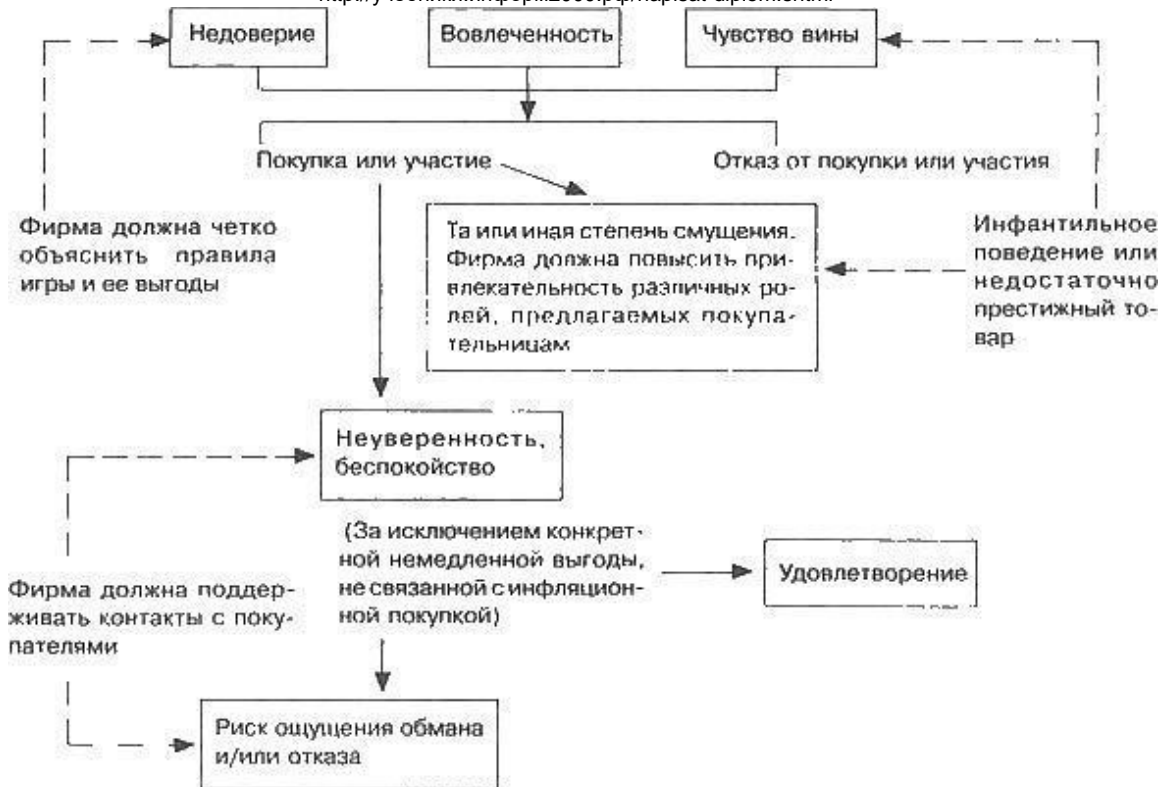 Недоверие
Вовлеченность
Чувство вины
Покупка или участие
Отказ от покупки или участия
Фирма должна четко
объяснить правила
игры и ее выгоды
Та или иная степень смущения.
Фирма должна повысить при-
влекательность различных ро-
лей, предлагаемых покупа-
тельницам
Инфантильное
поведение или
недостаточно
престижный то-
вар
Неуверенность,
беспокойство
(За исключением конкрет-
ной немедленной выгоды,
не связанной с инфляцион-
ной покупкой)
Удовлетворение
Фирма должна поддер-
живать контакты с поку-
пателями
Риск ощущения обмана
и/или отказа